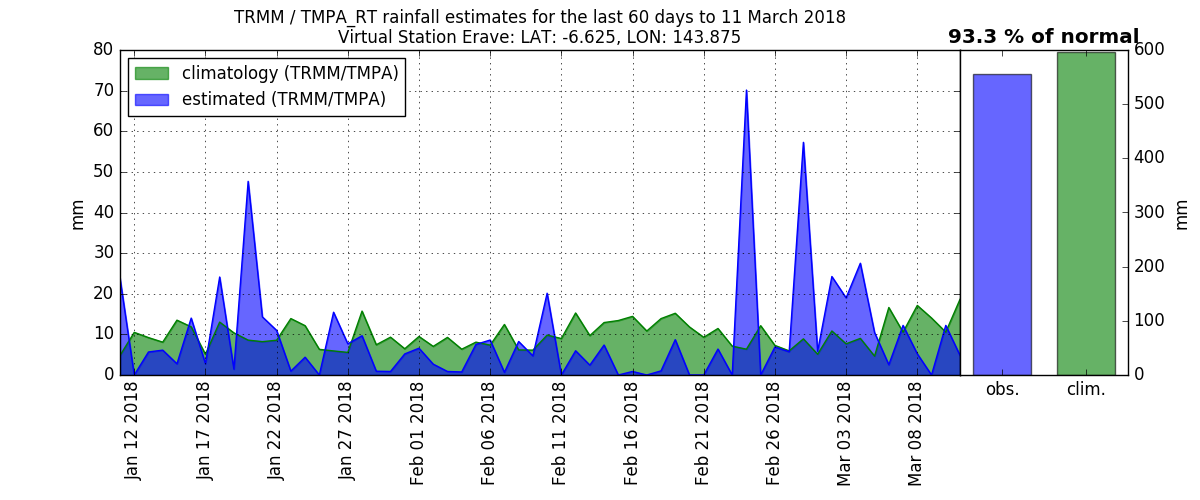 TRMM / TMPA_RT rainfall estimates for the last 60 days to 11 March 2018
Virtual Station Erave: LAT: -6.625, LON: 143.875
93.3 % of normal
climatology (TRMM/TMPA)
estimated (TRMM/TMPA)
mm
80
70
60
50
40
30
20
10
0
Jan 12 2018
Jan 17 2018
Jan 22 2018
Jan 27 2018
Feb 01 2018
Feb 06 2018
Feb 11 2018
Feb 16 2018
Feb 21 2018
Feb 26 2018
Mar 03 2018
Mar 08 2018
obs.
clim.
600
500
400
300
200
100
0
mm